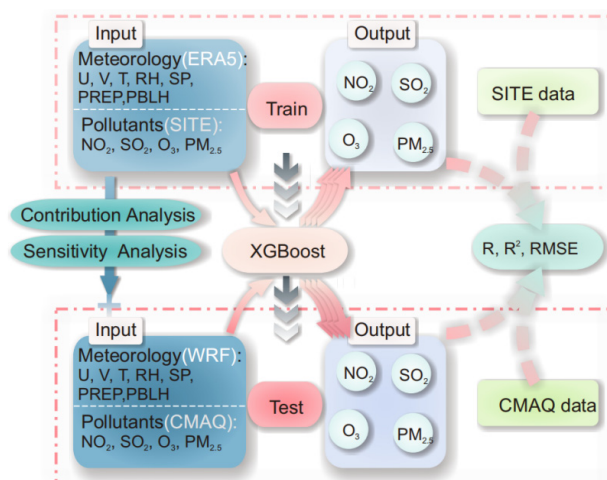 Input
Meteorology(ERA5):
U, V, T, RH, SP,
PREP,PBLH
Pollutants(SITE):
NO2, SO2, O3, PM2.5
Train
Output
NO2
SO2
O3
PM2.5
SITE data
Contribution Analysis
Sensitivity Analysis
XGBoost
R, R², RMSE
Input
Meteorology(WRF):
U, V, T, RH, SP,
PREP,PBLH
Pollutants(CMAQ):
NO2, SO2, O3, PM2.5
Test
Output
NO2
SO2
O3
PM2.5
CMAQ data